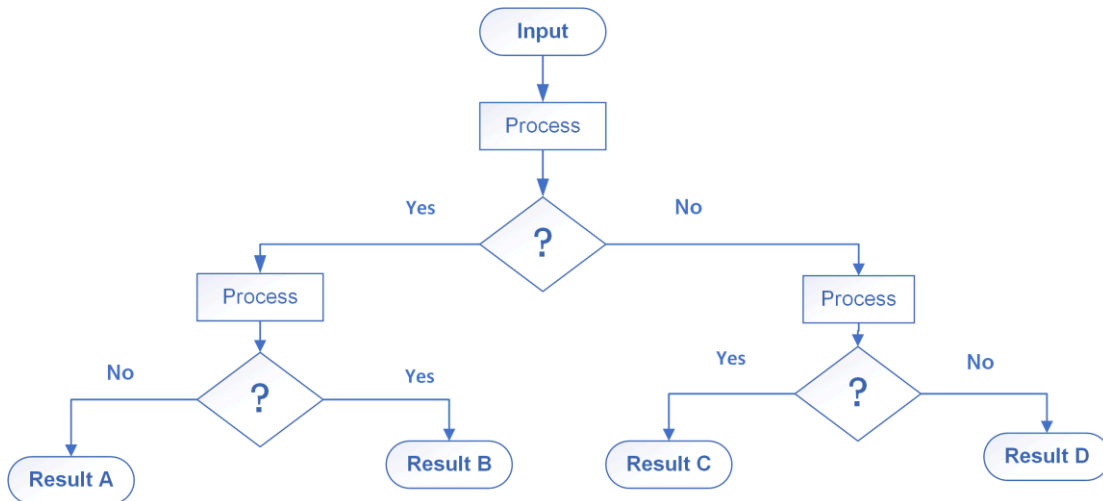 Input
Process
Yes
No
?
Process
Process
No
Yes
Yes
No
?
?
Result A
Result B
Result C
Result D